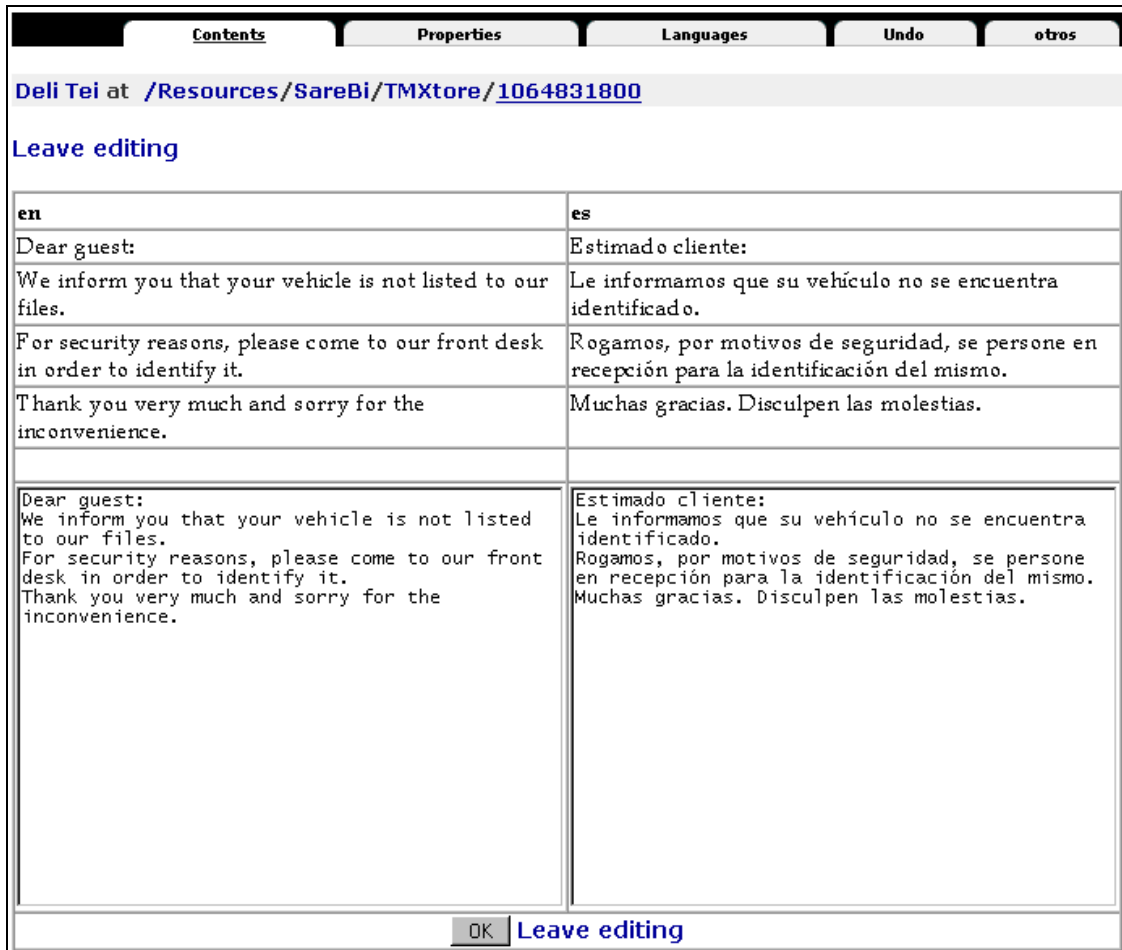 Contents Properties Languages Undo otros
Deli Tei at /Resources/SareBi/TMXtore/1064831800
Leave editing
en es
Dear guest: Estimado cliente:
We inform you that your vehicle is not listed to our
files.
Le informamos que su vehículo no se encuentra
identificado.
For security reasons, please come to our front desk
in order to identify it.
Rogamos, por motivos de seguridad, se persone en
recepción para la identificación del mismo.
Thank you very much and sorry for the
inconvenience.
Muchas gracias. Disculpen las molestias.
Dear guest:
We inform you that your vehicle is not listed
to our files.
For security reasons, please come to our front
desk in order to identify it.
Thank you very much and sorry for the
inconvenience.
Estimado cliente:
Le informamos que su vehículo no se encuentra
identificado.
Rogamos, por motivos de seguridad, se persone
en recepción para la identificación del mismo.
Muchas gracias. Disculpen las molestias.
OK Leave editing